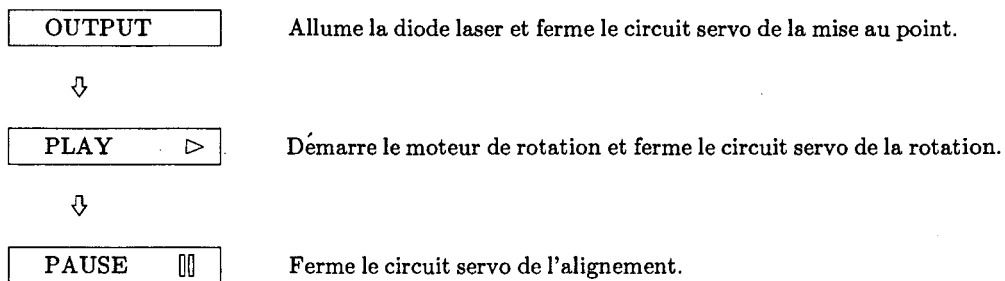 OUTPUT Allume la diode laser et ferme le circuit servo de la mise au point.
PLAY ▷ Démarre le moteur de rotation et ferme le circuit servo de la rotation.
PAUSE Ferme le circuit servo de l'alignement.